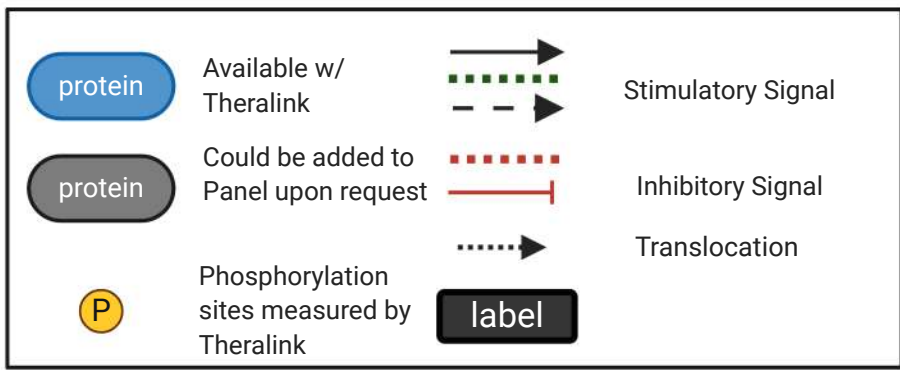 protein
Available w/
Theralink
Stimulatory Signal
protein
Could be added to
Panel upon request
Inhibitory Signal
Translocation
P
Phosphorylation
sites measured by
Theralink
label